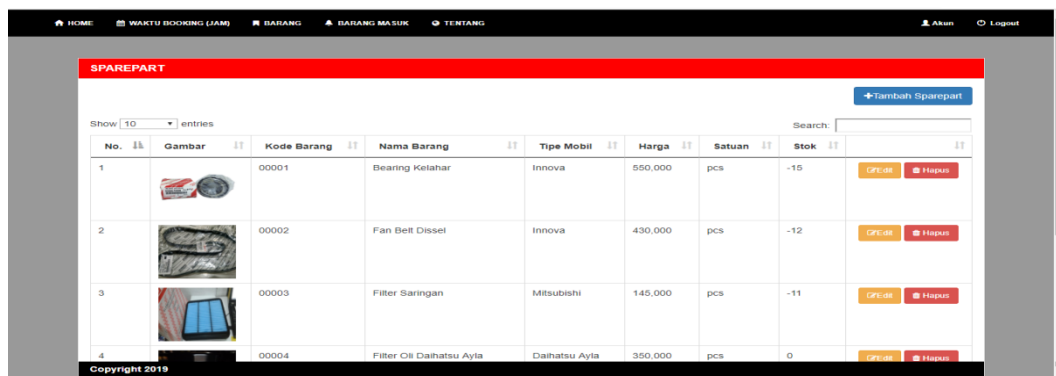 HOME WAKTU BOOKING (JAM) BARANG BARANG MASUK TENTANG Akun Logout
SPAREPART
+Tambah Sparepart
Show 10 entries Search:
No. Gambar Kode Barang Nama Barang Tipe Mobil Harga Satuan Stok
1 00001 Bearing Kelahar Innova 550,000 pcs -15 Edit Hapus
2 00002 Fan Belt Dissel Innova 430,000 pcs -12 Edit Hapus
3 00003 Filter Saringan Mitsubishi 145,000 pcs -11 Edit Hapus
4 00004 Filter Oli Daihatsu Ayla Daihatsu Ayla 350,000 pcs 0 Edit Hapus
Copyright 2019